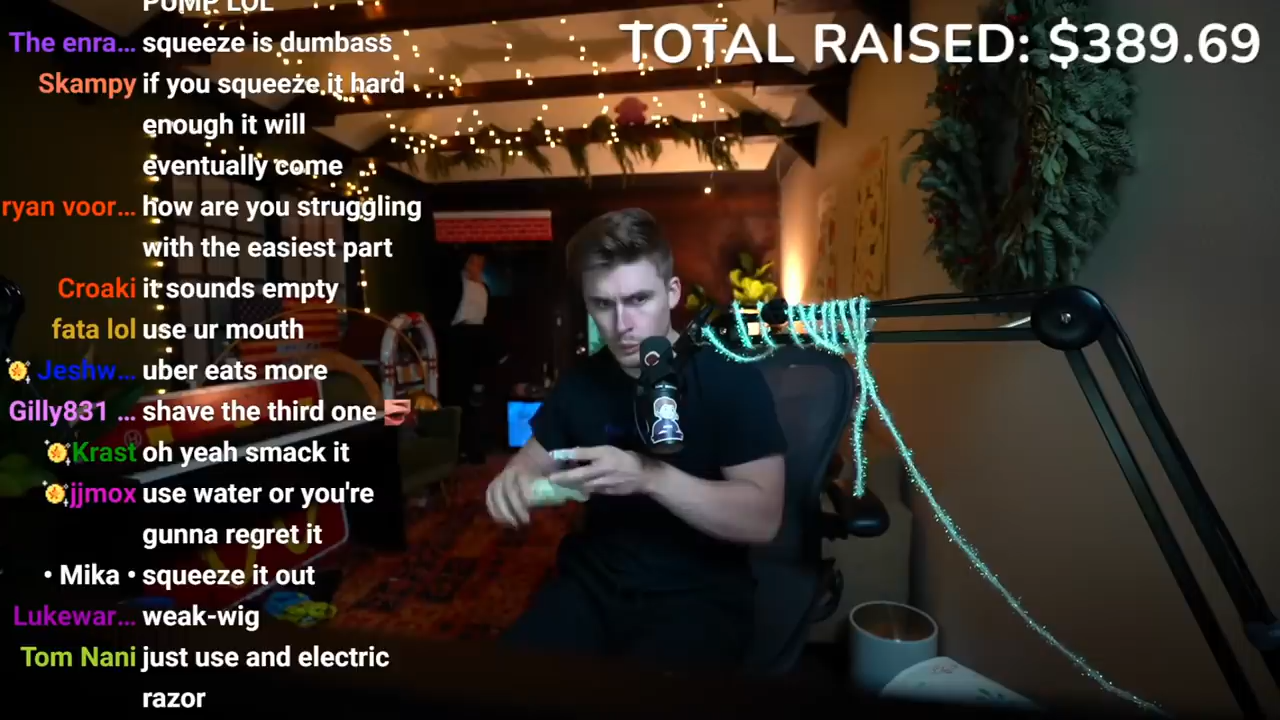 PUMP LOL
TOTAL RAISED: $389.69
The enra... squeeze is dumbass
Skampy if you squeeze it hard
enough it will
eventually come
ryan voor... how are you struggling
with the easiest part
Croaki it sounds empty
fata lol use ur mouth
Jeshw... uber eats more
Gilly831 ... shave the third one
Krast oh yeah smack it
jjmox use water or you're
gunna regret it
• Mika • squeeze it out
Lukewar... weak-wig
Tom Nani just use and electric
razor